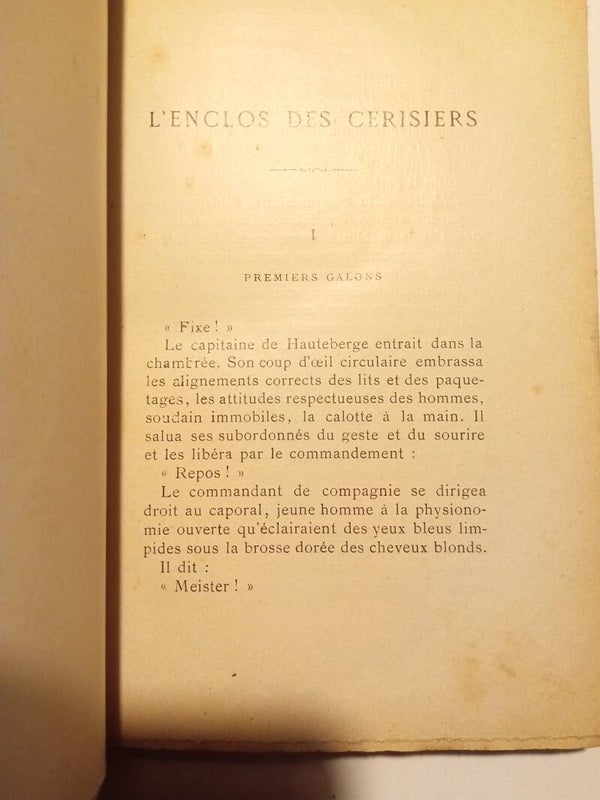 L'ENCLOS DES CERISIERS
I
PREMIERS GALONS
« Fixe ! »
Le capitaine de Hauteberge entrait dans la
chambrée. Son coup d'œil circulaire embrassa
les alignements corrects des lits et des paque-
tages, les attitudes respectueuses des hommes,
soudain immobiles, la calotte à la main. Il
salua ses subordonnés du geste et du sourire
et les libéra par le commandement :
« Repos ! »
Le commandant de compagnie se dirigea
droit au caporal, jeune homme à la physiono-
mie ouverte qu'éclairaient des yeux bleus lim-
pides sous la brosse dorée des cheveux blonds.
Il dit :
« Meister ! »